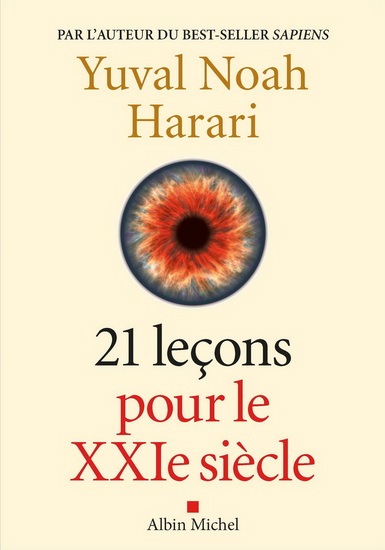 PAR L'AUTEUR DU BEST-SELLER SAPIENS
Yuval Noah
Harari
21 leçons
pour le
XXIe siècle
Albin Michel